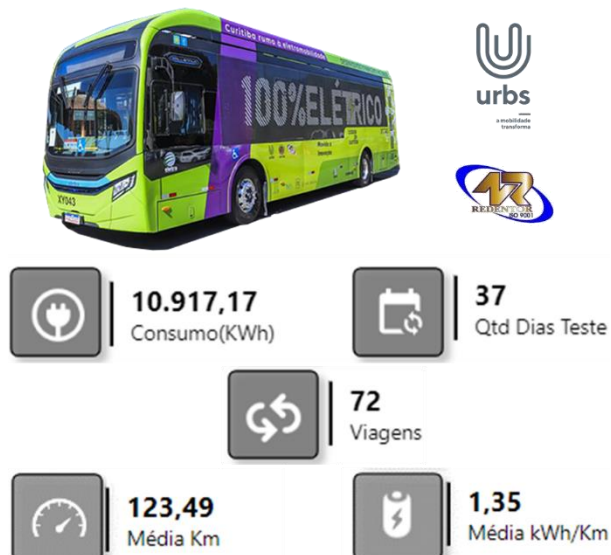 Curitiba rumo à eletromobilidade
100% ELÉTRICO
XY043
urbs
a mobilidade
transforma
REDENTOR
ISO 9001
10.917,17
Consumo(KWh)
37
Qtd Dias Teste
72
Viagens
123,49
Média Km
1,35
Média kWh/Km